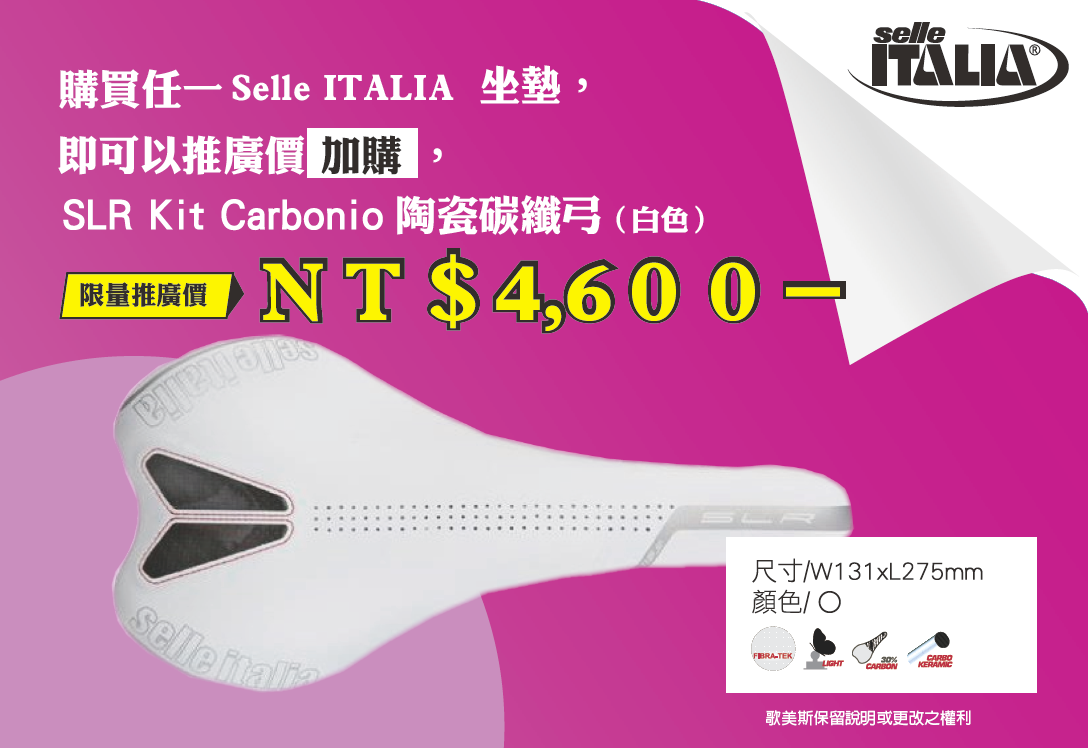 selle
ITALIA®
購買任一 Selle ITALIA 坐墊，
即可以推廣價 加購 ，
SLR Kit Carbonio 陶瓷碳纖弓（白色）
限量推廣價 NT$4,600－
selle italia
SLR
selle italia
尺寸/W131xL275mm
顏色/ ○
FIBRA-TEK
LIGHT
30%
CARBON
CARBO
KERAMIC
歌美斯保留說明或更改之權利